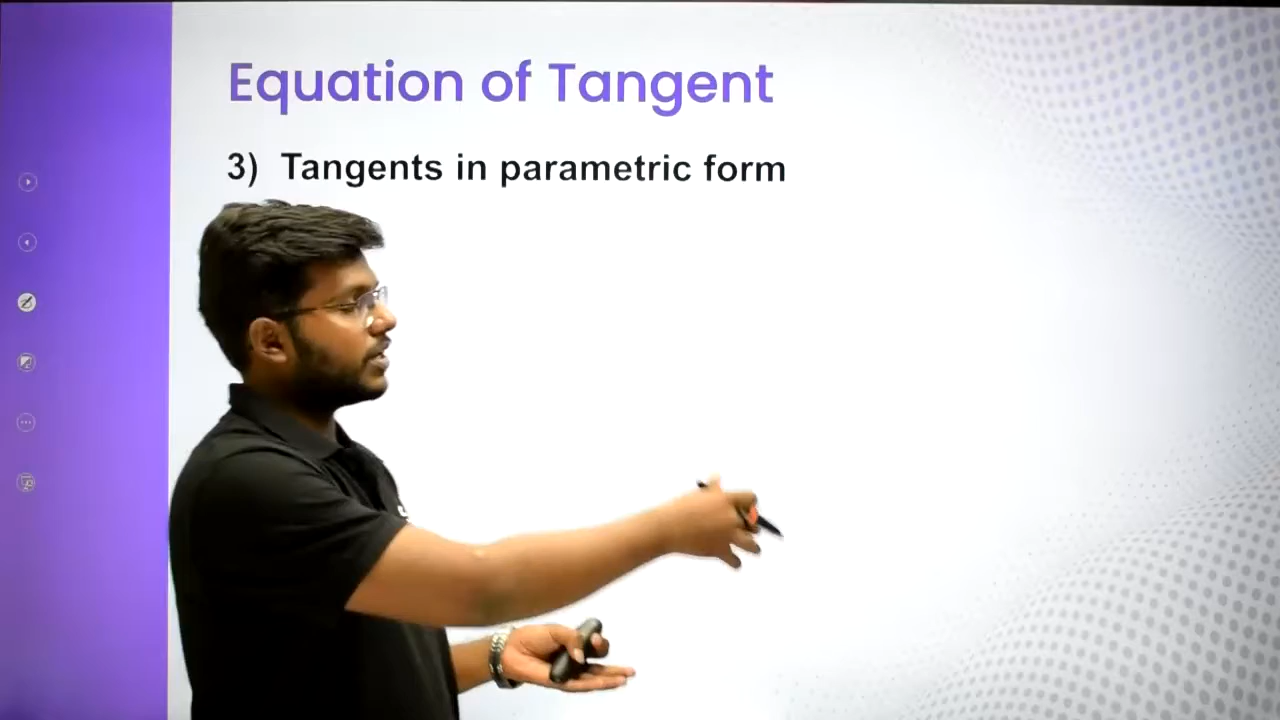 Equation of Tangent
3) Tangents in parametric form